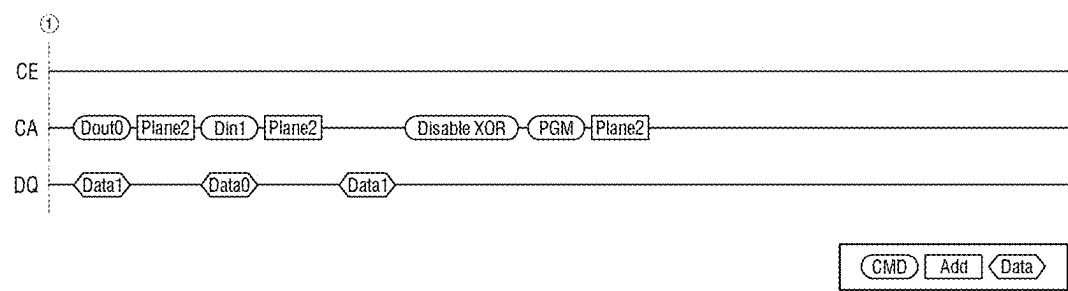 ①
CE
CA Dout0 Plane2 Din1 Plane2 Disable XOR PGM Plane2
DQ Data1 Data0 Data1
CMD Add Data